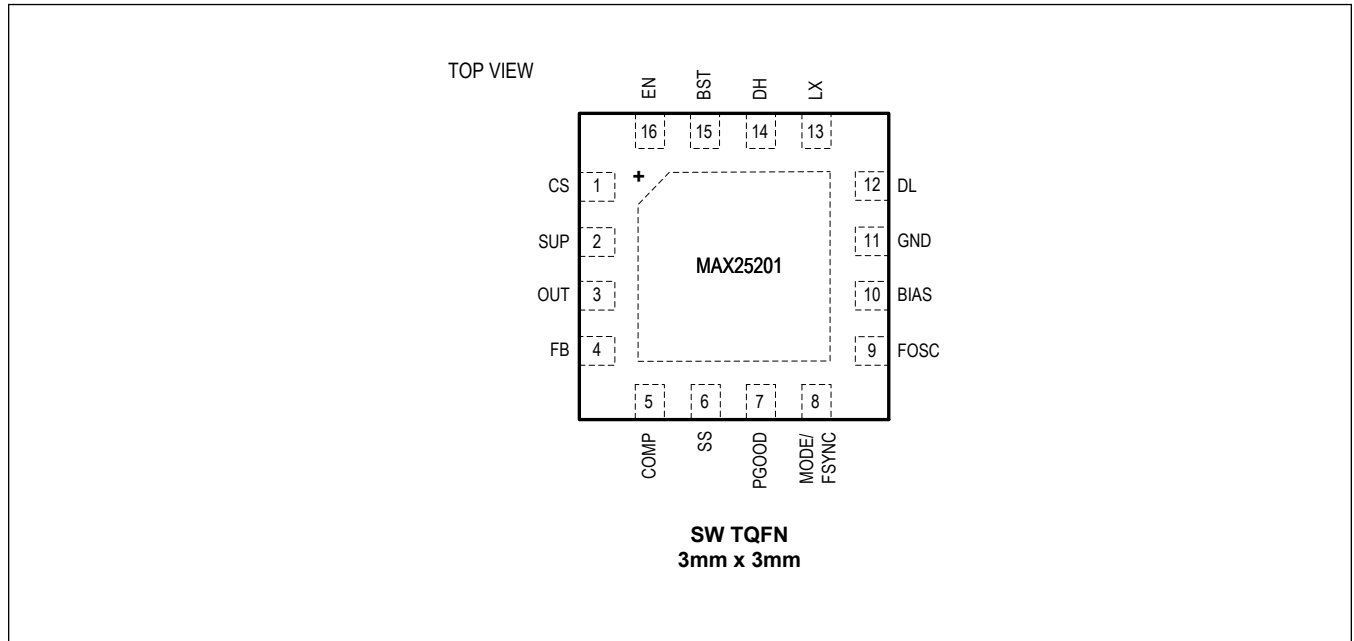 TOP VIEW
EN
BST
DH
LX
16
15
14
13
CS
1
+
12
DL
SUP
2
11
GND
MAX25201
OUT
3
10
BIAS
FB
4
9
FOSC
5
6
7
8
COMP
SS
PGOOD
MODE/
FSYNC
SW TQFN
3mm x 3mm